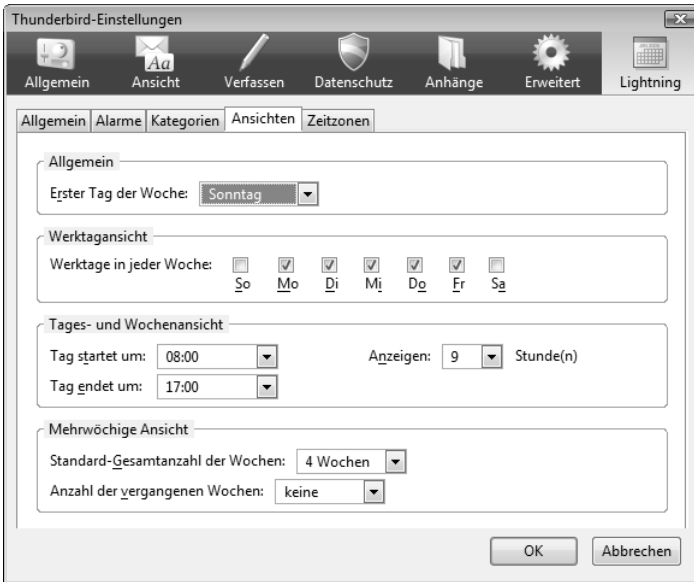 Thunderbird-Einstellungen
Allgemein Ansicht Verfassen Datenschutz Anhänge Erweitert Lightning
Allgemein Alarme Kategorien Ansichten Zeitzonen
Allgemein
Erster Tag der Woche: Sonntag
Werktagansicht
Werktage in jeder Woche:
So Mo Di Mi Do Fr Sa
Tages- und Wochenansicht
Tag startet um: 08:00 Anzeigen: 9 Stunde(n)
Tag endet um: 17:00
Mehrwöchige Ansicht
Standard-Gesamtanzahl der Wochen: 4 Wochen
Anzahl der vergangenen Wochen: keine
OK Abbrechen